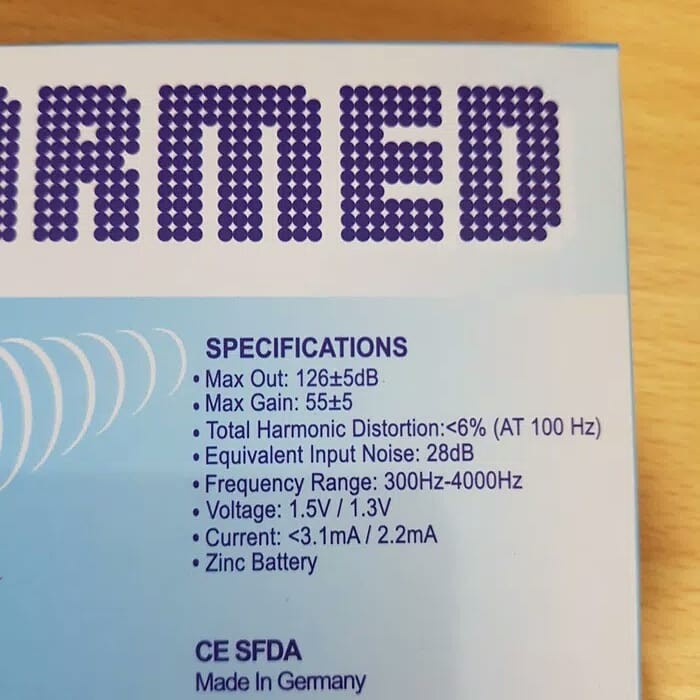 ARMED
SPECIFICATIONS
• Max Out: 126±5dB
• Max Gain: 55±5
• Total Harmonic Distortion:<6% (AT 100 Hz)
• Equivalent Input Noise: 28dB
• Frequency Range: 300Hz-4000Hz
• Voltage: 1.5V / 1.3V
• Current: <3.1mA / 2.2mA
• Zinc Battery
CE SFDA
Made In Germany